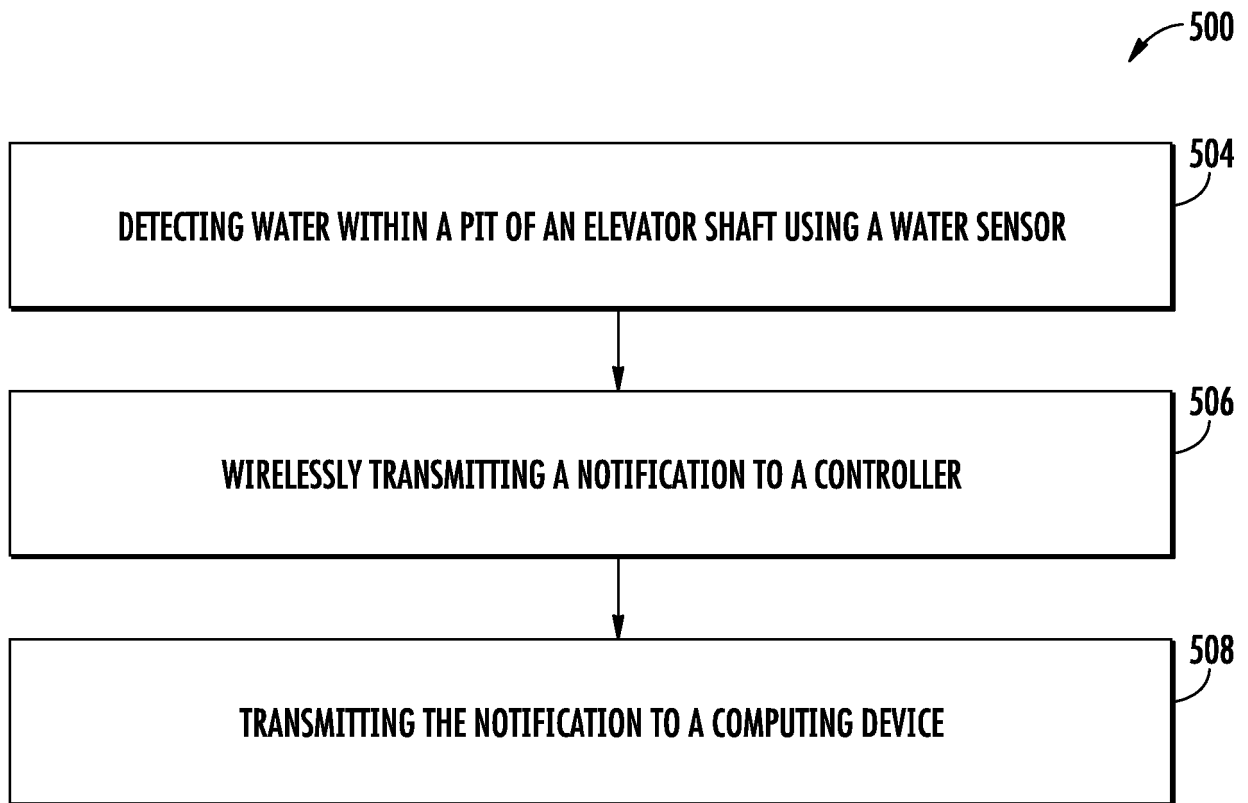 500
504
DETECTING WATER WITHIN A PIT OF AN ELEVATOR SHAFT USING A WATER SENSOR
506
WIRELESSLY TRANSMITTING A NOTIFICATION TO A CONTROLLER
508
TRANSMITTING THE NOTIFICATION TO A COMPUTING DEVICE